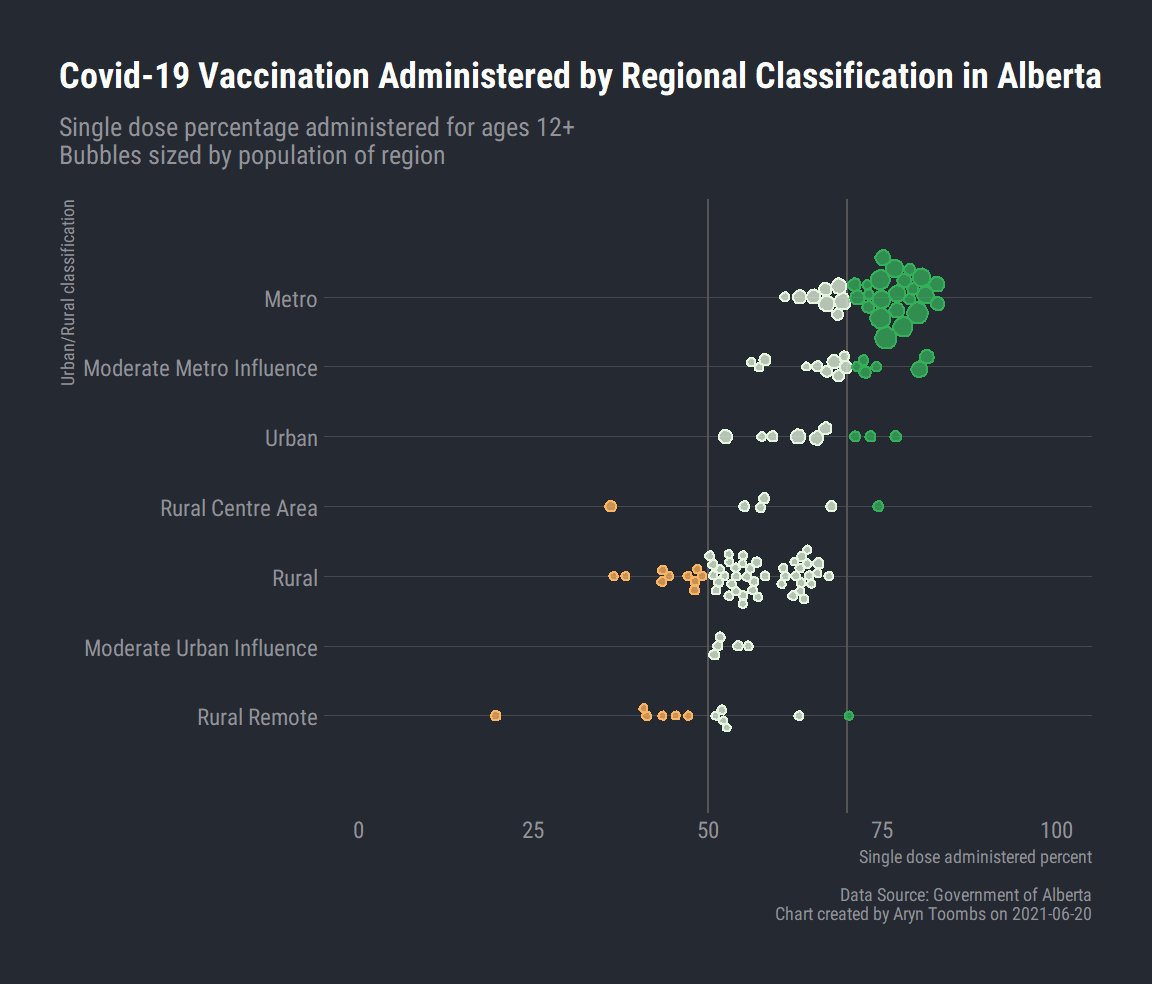 Covid-19 Vaccination Administered by Regional Classification in Alberta
Single dose percentage administered for ages 12+
Bubbles sized by population of region
Urban/Rural classification
Metro
Moderate Metro Influence
Urban
Rural Centre Area
Rural
Moderate Urban Influence
Rural Remote
0 25 50 75 100
Single dose administered percent
Data Source: Government of Alberta
Chart created by Aryn Toombs on 2021-06-20